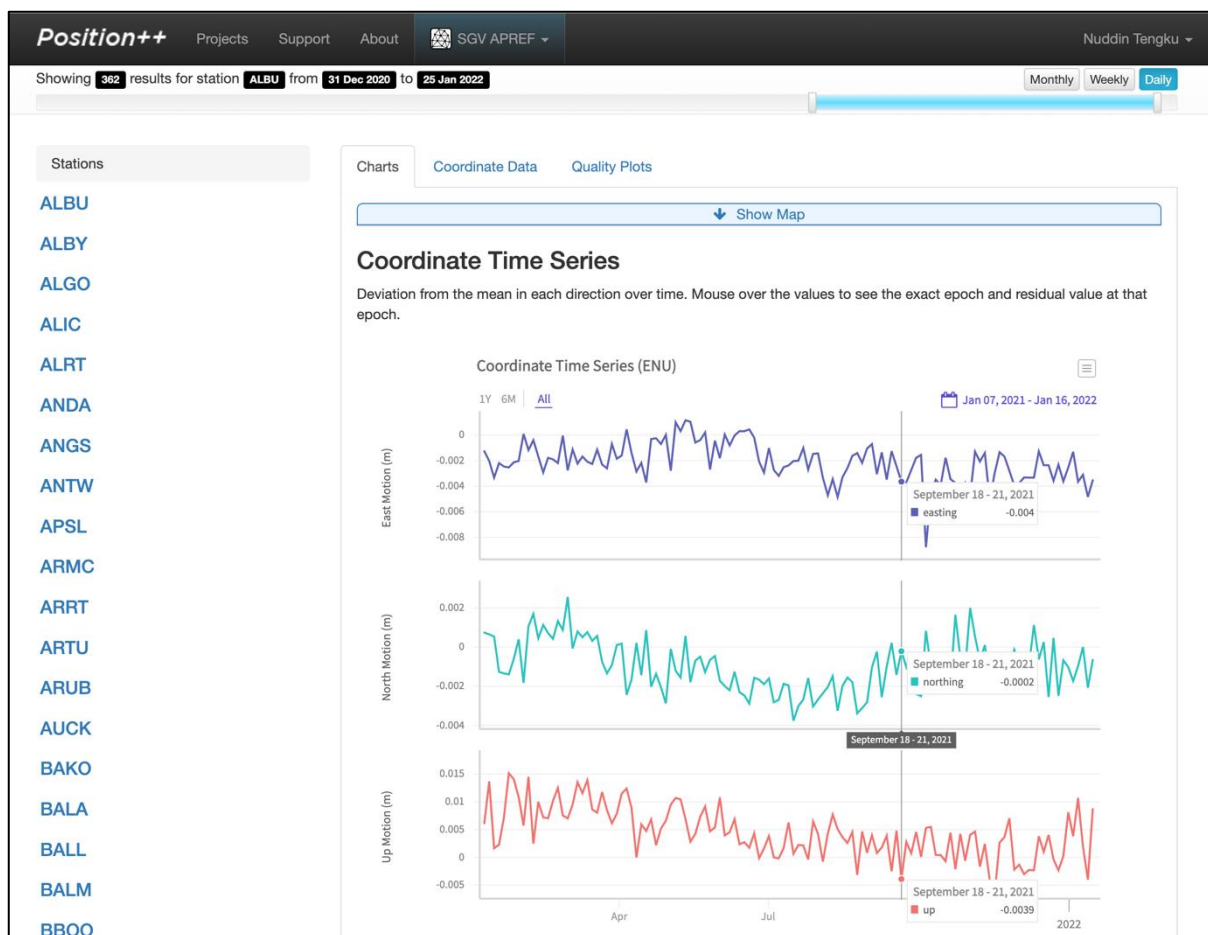 Position++ Projects Support About SGV APREF Nuddin Tengku
Showing 362 results for station ALBU from 31 Dec 2020 to 25 Jan 2022
Monthly Weekly Daily
Stations
ALBU
ALBY
ALGO
ALIC
ALRT
ANDA
ANGS
ANTW
APSL
ARMC
ARRT
ARTU
ARUB
AUCK
BAKO
BALA
BALL
BALM
BBOO
Charts Coordinate Data Quality Plots
Show Map
Coordinate Time Series
Deviation from the mean in each direction over time. Mouse over the values to see the exact epoch and residual value at that
epoch.
Coordinate Time Series (ENU)
1Y 6M All
Jan 07, 2021 - Jan 16, 2022
East Motion (m)
0
-0.002
-0.004
-0.006
-0.008
September 18 - 21, 2021
easting -0.004
North Motion (m)
0.002
0
-0.002
-0.004
September 18 - 21, 2021
northing -0.0002
September 18 - 21, 2021
Up Motion (m)
0.015
0.01
0.005
0
-0.005
September 18 - 21, 2021
up -0.0039
Apr Jul 2022